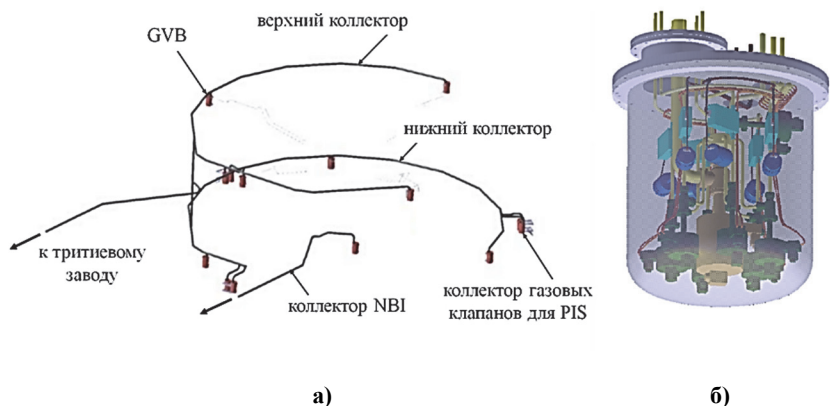 верхний коллектор
GVB
нижний коллектор
к тритиевому
заводу
коллектор NBI
коллектор газовых
клапанов для PIS
а)
б)